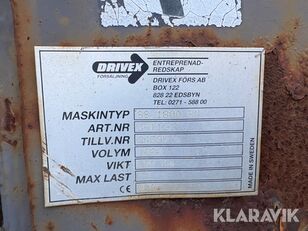 DRIVEX
FÖRSÄLJNING
ENTREPRENAD-
REDSKAP
DRIVEX FÖRS AB
BOX 122
828 22 EDSBYN
TEL: 0271 - 588 00
MASKINTYP
ART.NR
TILLV.NR
VOLYM
VIKT
MAX LAST
CE
MADE IN SWEDEN
KLARAVIK